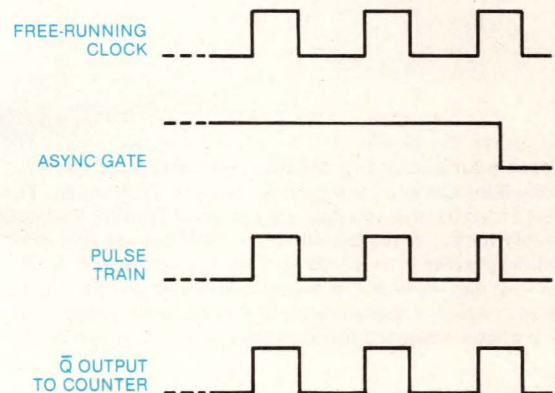 FREE-RUNNING
CLOCK
ASYNC GATE
PULSE
TRAIN
Q̅ OUTPUT
TO COUNTER